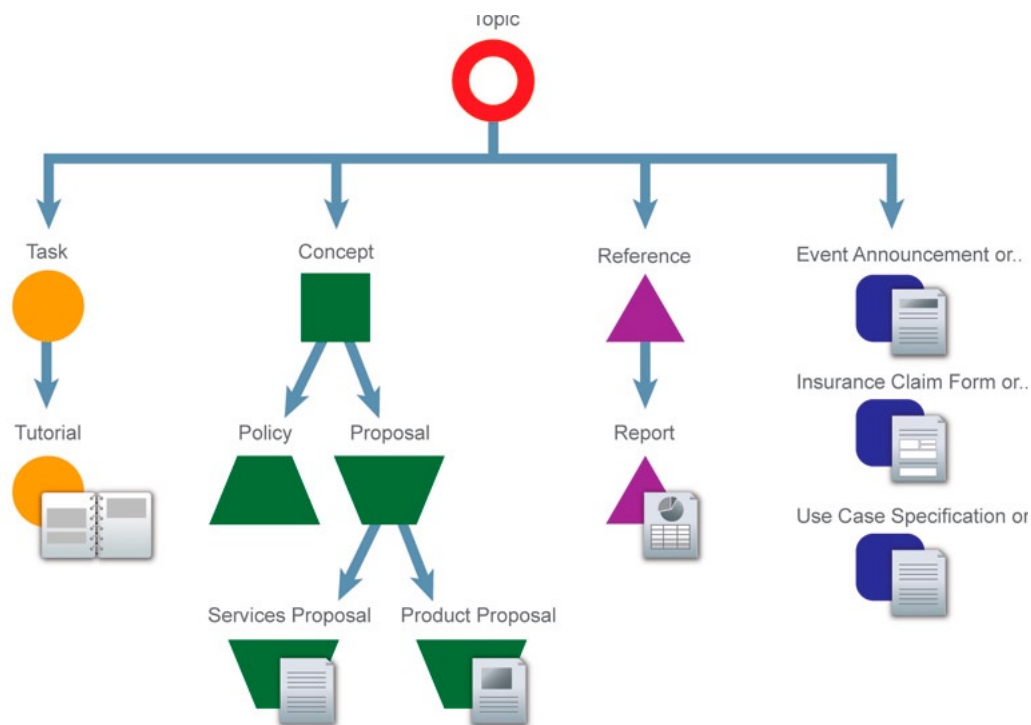 Topic
Task
Concept
Reference
Event Announcement or..
Insurance Claim Form or..
Tutorial
Policy
Proposal
Report
Use Case Specification or
Services Proposal
Product Proposal